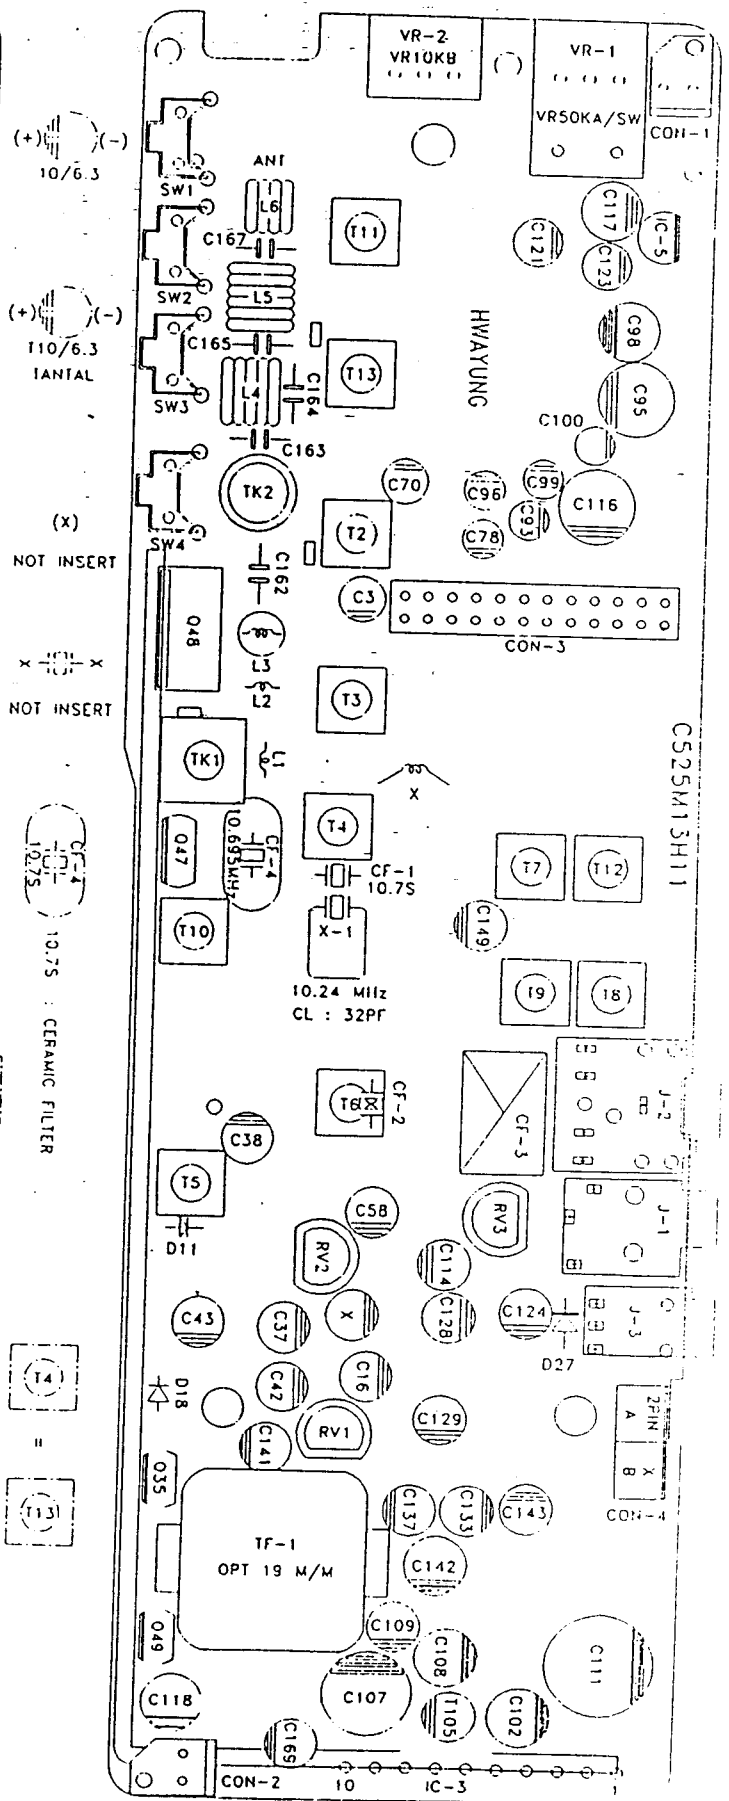 VR-2
VR10KB
VR-1
VR50KA/SW
CON-1
(+)
(-)
10/6.3
SW1
ANT
L6
C167
T11
C117
C121
C123
IC-5
SW2
L5
(+)
(-)
T10/6.3
TANTAL
C165
SW3
L4
C164
T13
HWAYUNG
C98
C95
C100
C163
TK2
C70
C96
C99
C93
C116
C78
T2
(X)
NOT INSERT
SW4
C162
C3
CON-3
Q48
L3
L2
X
X
NOT INSERT
T3
TK1
L1
X
C525M13H11
Q47
CF-4
10.695MHz
T4
CF-1
10.7S
T7
T12
CF-4
10.7S
10.7S : CERAMIC FILTER
T10
X-1
C149
10.24 MHz
CL : 32PF
T9
T8
T6
CF-2
CF-3
J-2
C38
T5
D11
C58
RV3
J-1
RV2
C114
C43
C37
X
C128
C124
D27
J-3
T4
=
T13
D18
C42
C16
C141
RV1
C129
2PIN
A
X
B
CON-4
Q35
TF-1
OPT 19 M/M
C137
C133
C143
C142
Q49
C109
C108
C111
C118
C107
T105
C102
C169
CON-2
10
IC-3
1